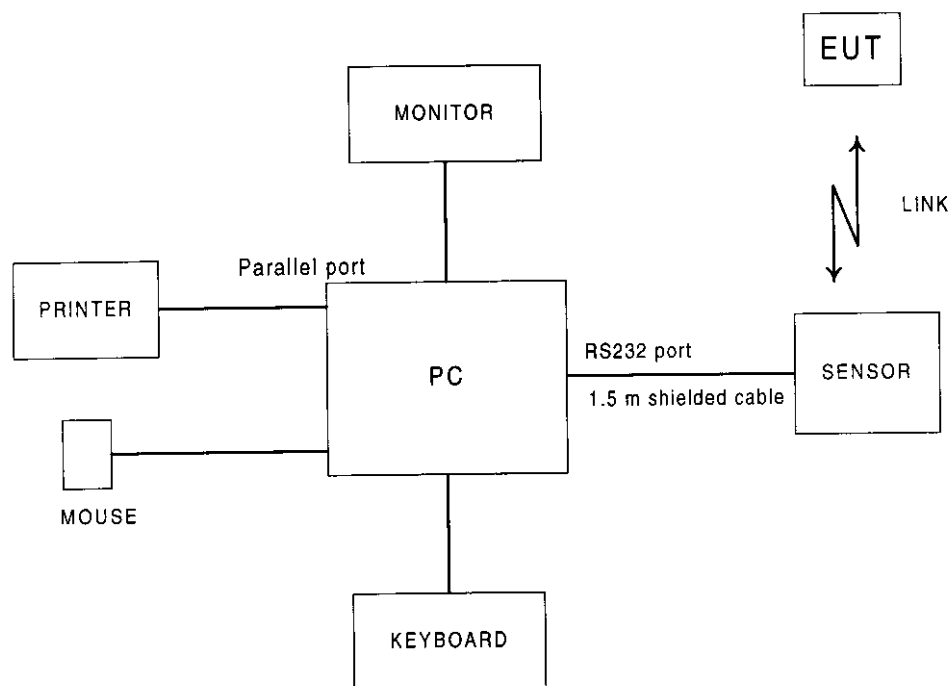 EUT
MONITOR
LINK
Parallel port
PRINTER
PC
RS232 port
SENSOR
1.5 m shielded cable
MOUSE
KEYBOARD